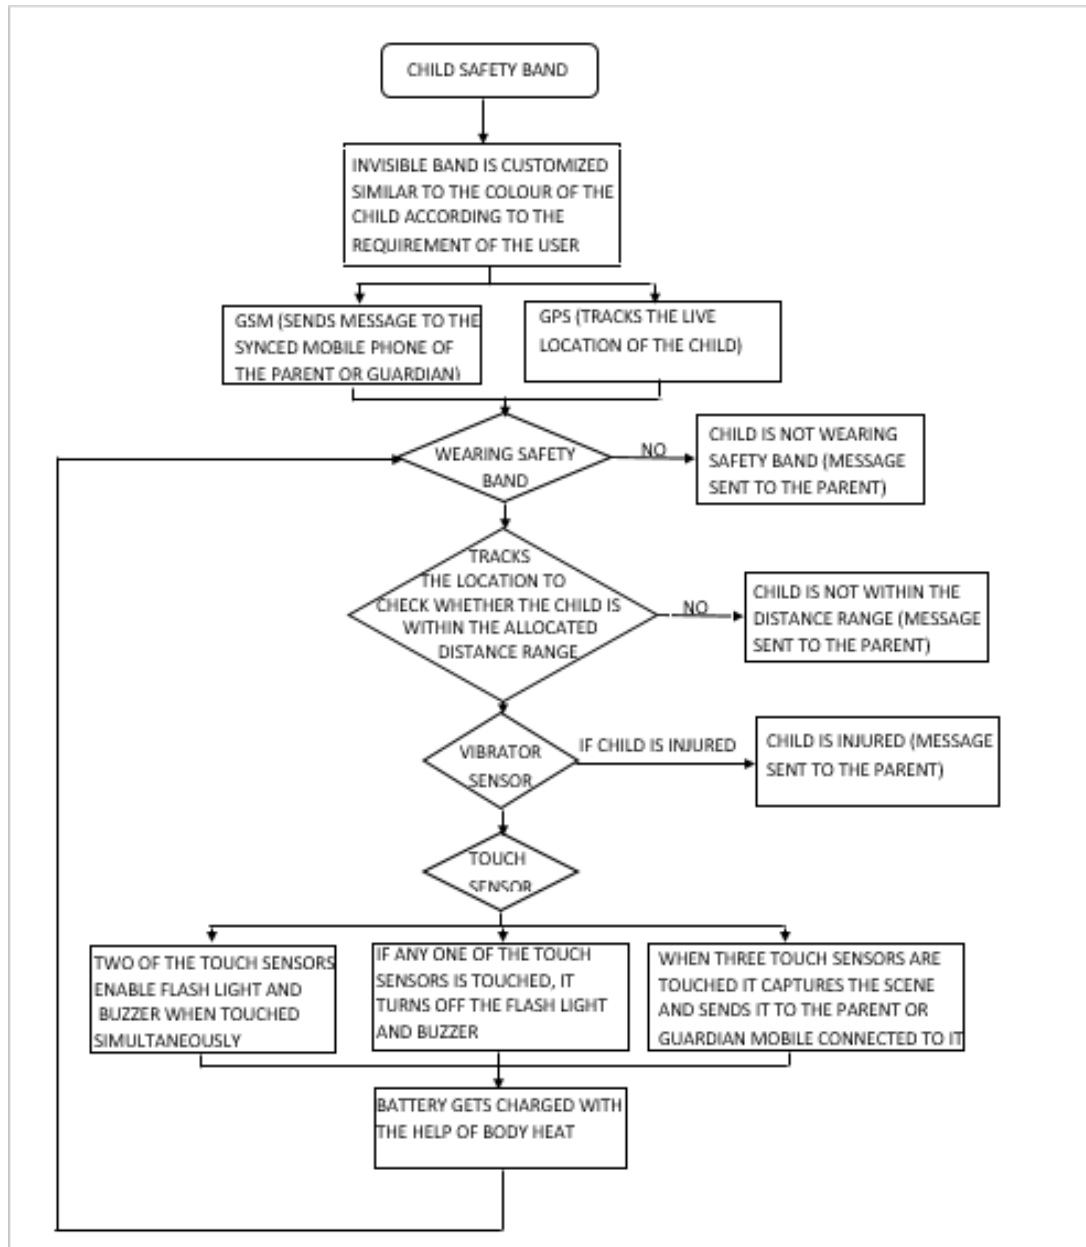 CHILD SAFETY BAND
INVISIBLE BAND IS CUSTOMIZED
SIMILAR TO THE COLOUR OF THE
CHILD ACCORDING TO THE
REQUIREMENT OF THE USER
GSM (SENDS MESSAGE TO THE
SYNCED MOBILE PHONE OF
THE PARENT OR GUARDIAN)
GPS (TRACKS THE LIVE
LOCATION OF THE CHILD)
WEARING SAFETY
BAND
NO
CHILD IS NOT WEARING
SAFETY BAND (MESSAGE
SENT TO THE PARENT)
TRACKS
THE LOCATION TO
CHECK WHETHER THE CHILD IS
WITHIN THE ALLOCATED
DISTANCE RANGE
NO
CHILD IS NOT WITHIN THE
DISTANCE RANGE (MESSAGE
SENT TO THE PARENT)
VIBRATOR
SENSOR
IF CHILD IS INJURED
CHILD IS INJURED (MESSAGE
SENT TO THE PARENT)
TOUCH
SENSOR
TWO OF THE TOUCH SENSORS
ENABLE FLASH LIGHT AND
BUZZER WHEN TOUCHED
SIMULTANEOUSLY
IF ANY ONE OF THE TOUCH
SENSORS IS TOUCHED, IT
TURNS OFF THE FLASH LIGHT
AND BUZZER
WHEN THREE TOUCH SENSORS ARE
TOUCHED IT CAPTURES THE SCENE
AND SENDS IT TO THE PARENT OR
GUARDIAN MOBILE CONNECTED TO IT
BATTERY GETS CHARGED WITH
THE HELP OF BODY HEAT